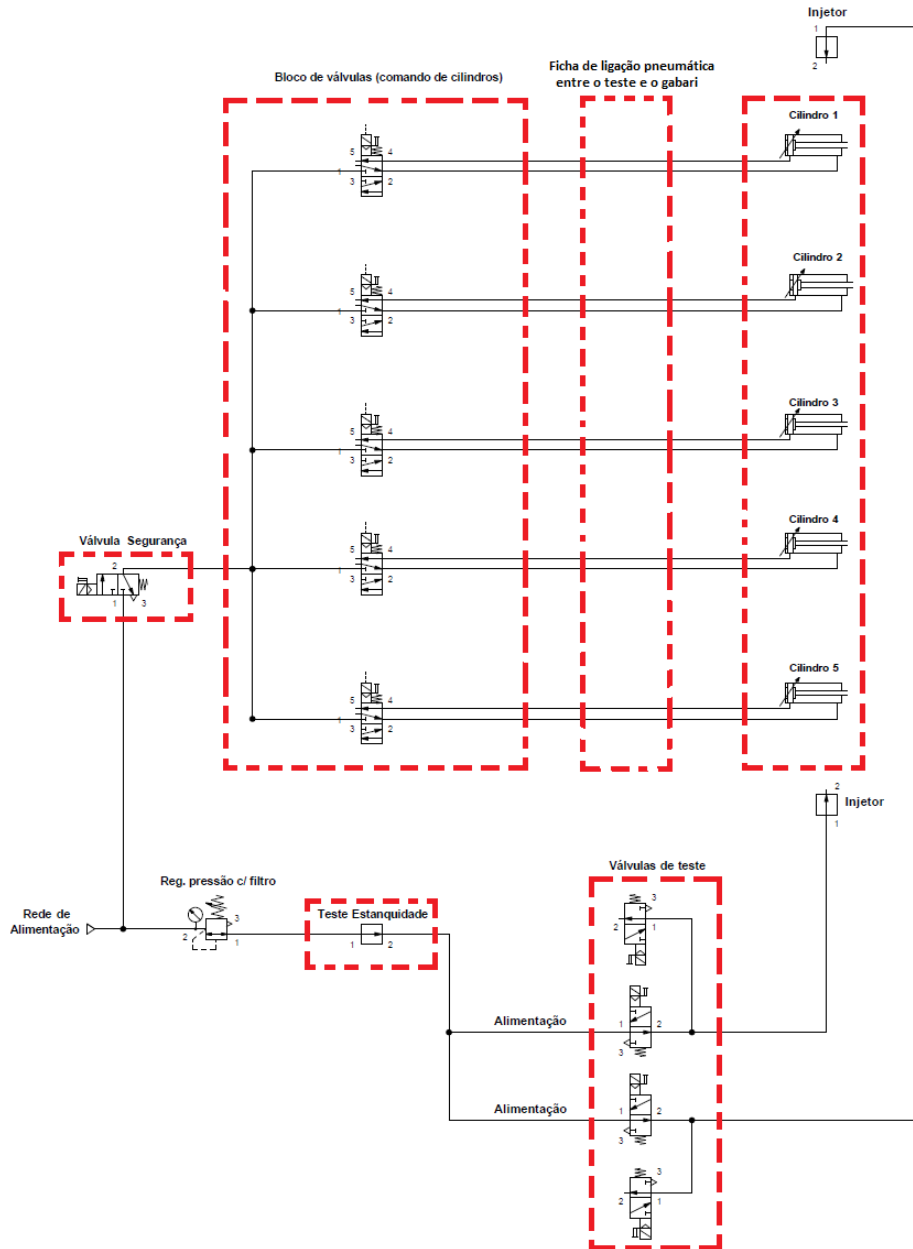 Injetor
1
2
Bloco de válvulas (comando de cilindros)
Ficha de ligação pneumática
entre o teste e o gabari
Cilindro 1
5 4
1
3 2
Cilindro 2
5 4
1
3 2
Cilindro 3
5 4
1
3 2
Cilindro 4
5 4
1
3 2
Válvula Segurança
2
1 3
Cilindro 5
5 4
1
3 2
2
Injetor
1
Válvulas de teste
Reg. pressão c/ filtro
3
2 1
Rede de
Alimentação
Teste Estanquidade
1 2
3
2 1
Alimentação
1 2
3
Alimentação
1 2
3
3
2 1